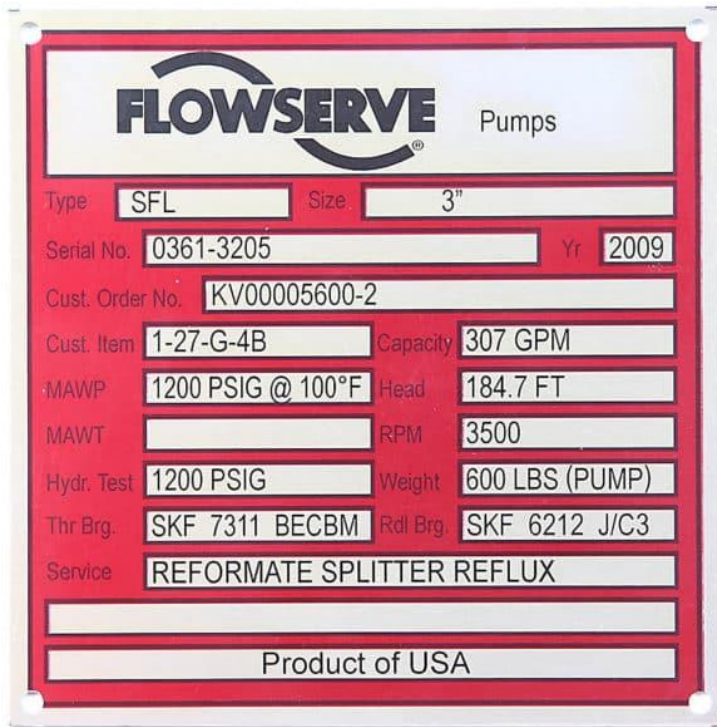 FLOWSERVE® Pumps
Type SFL Size 3"
Serial No. 0361-3205 Yr 2009
Cust. Order No. KV00005600-2
Cust. Item 1-27-G-4B Capacity 307 GPM
MAWP 1200 PSIG @ 100°F Head 184.7 FT
MAWT RPM 3500
Hydr. Test 1200 PSIG Weight 600 LBS (PUMP)
Thr Brg. SKF 7311 BECBM Rdl Brg. SKF 6212 J/C3
Service REFORMATE SPLITTER REFLUX
Product of USA